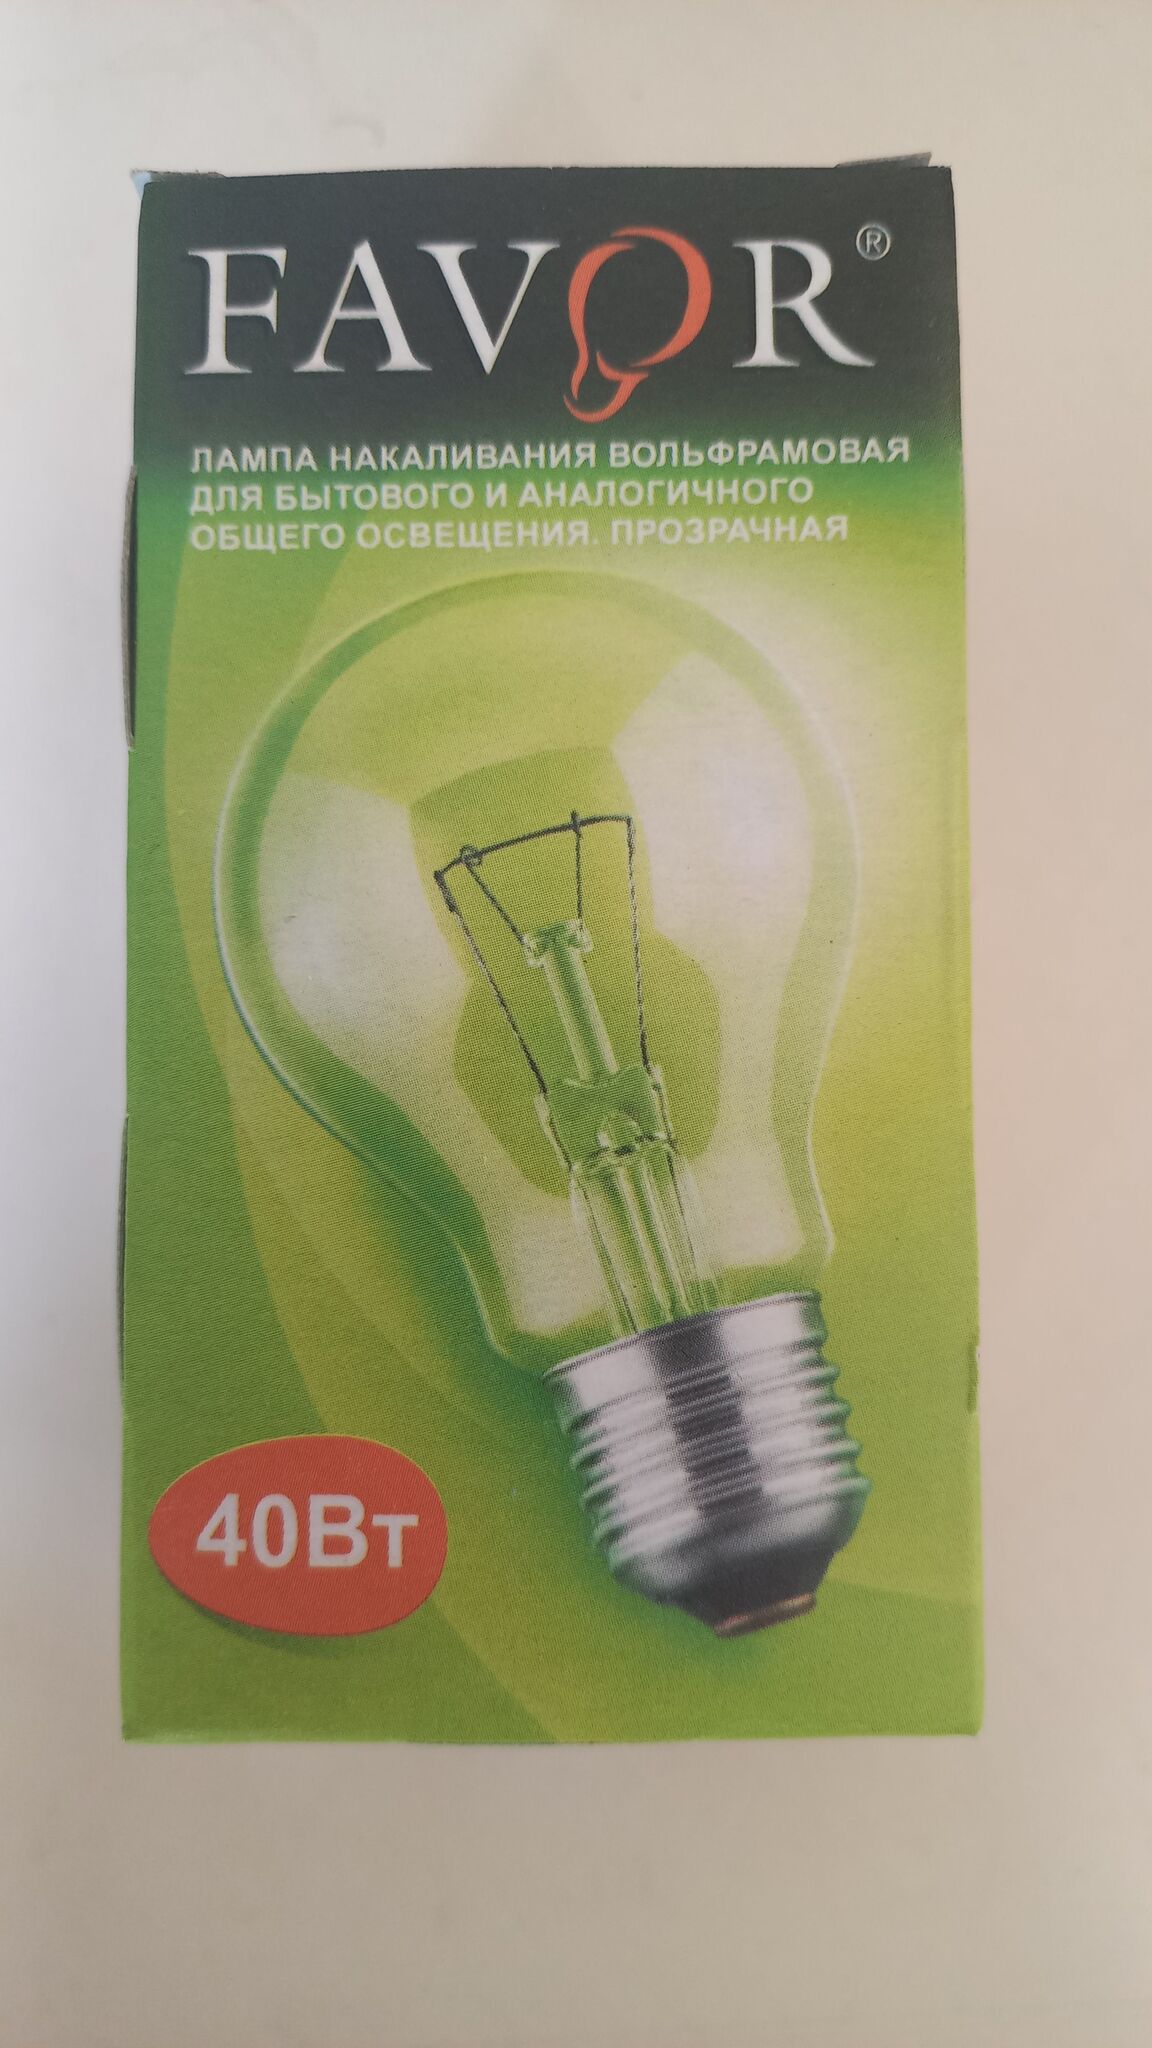 FAVOR®
ЛАМПА НАКАЛИВАНИЯ ВОЛЬФРАМОВАЯ
ДЛЯ БЫТОВОГО И АНАЛОГИЧНОГО
ОБЩЕГО ОСВЕЩЕНИЯ. ПРОЗРАЧНАЯ
40Вт